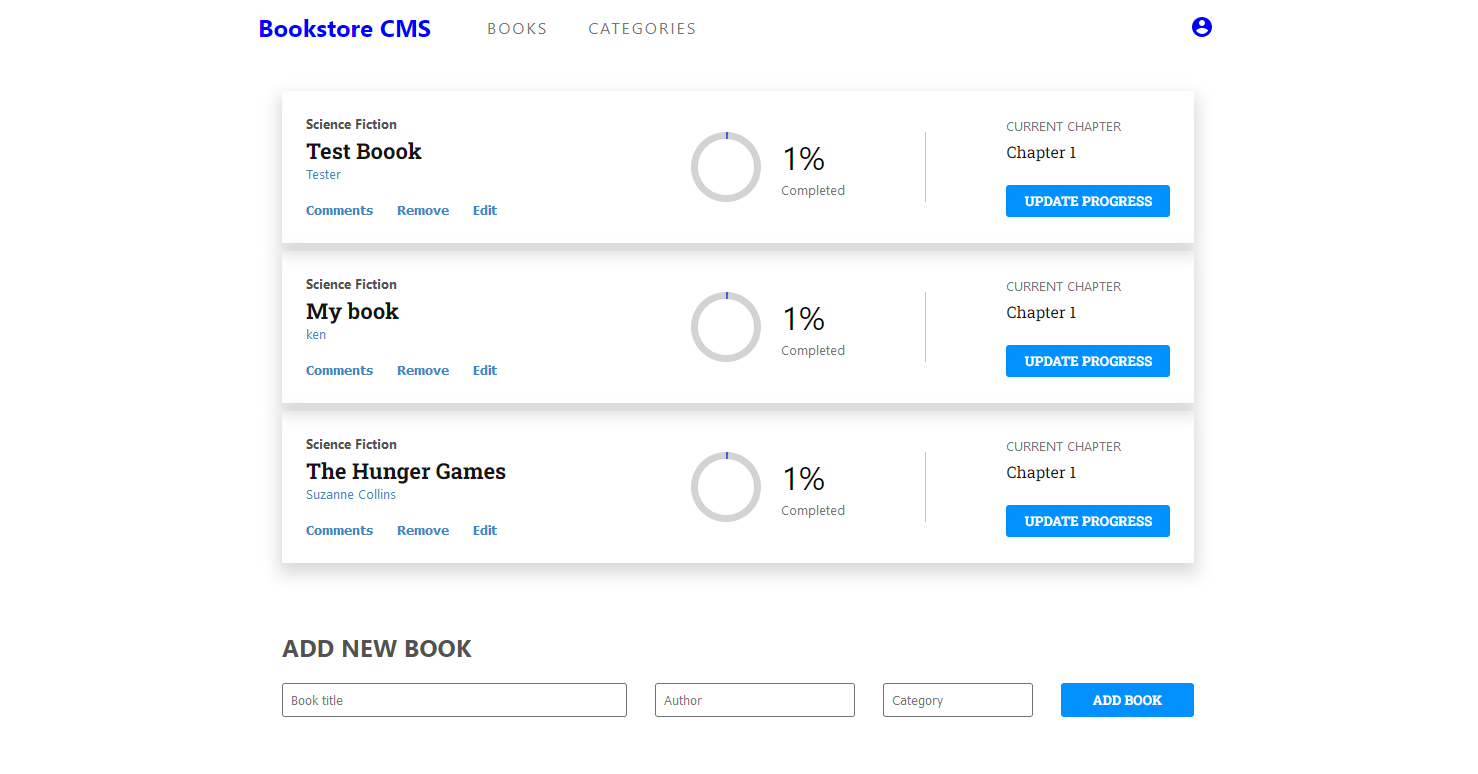 Bookstore CMS BOOKS CATEGORIES
Science Fiction
Test Boook
Tester
Comments Remove Edit
1%
Completed
CURRENT CHAPTER
Chapter 1
UPDATE PROGRESS
Science Fiction
My book
ken
Comments Remove Edit
1%
Completed
CURRENT CHAPTER
Chapter 1
UPDATE PROGRESS
Science Fiction
The Hunger Games
Suzanne Collins
Comments Remove Edit
1%
Completed
CURRENT CHAPTER
Chapter 1
UPDATE PROGRESS
ADD NEW BOOK
Book title Author Category ADD BOOK